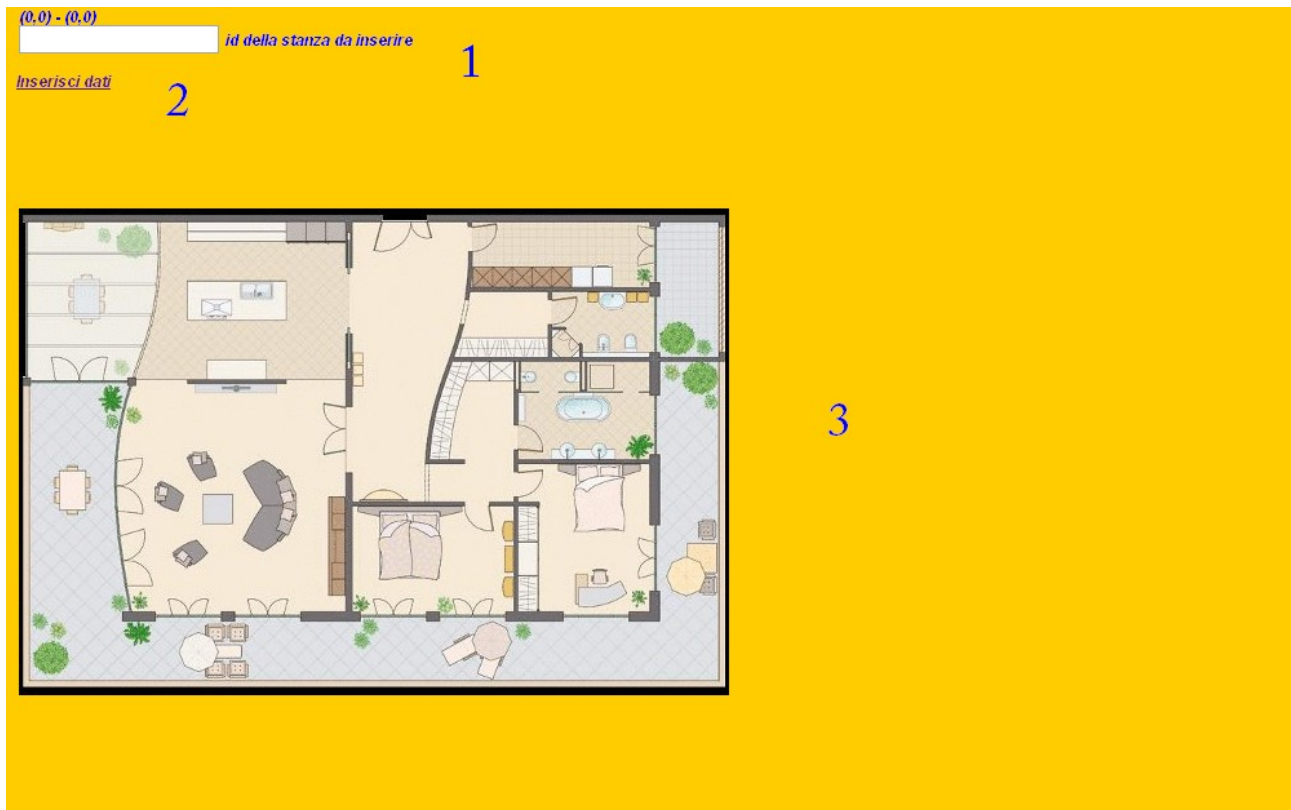 (0,0) - (0,0)
id della stanza da inserire
1
Inserisci dati
2
3